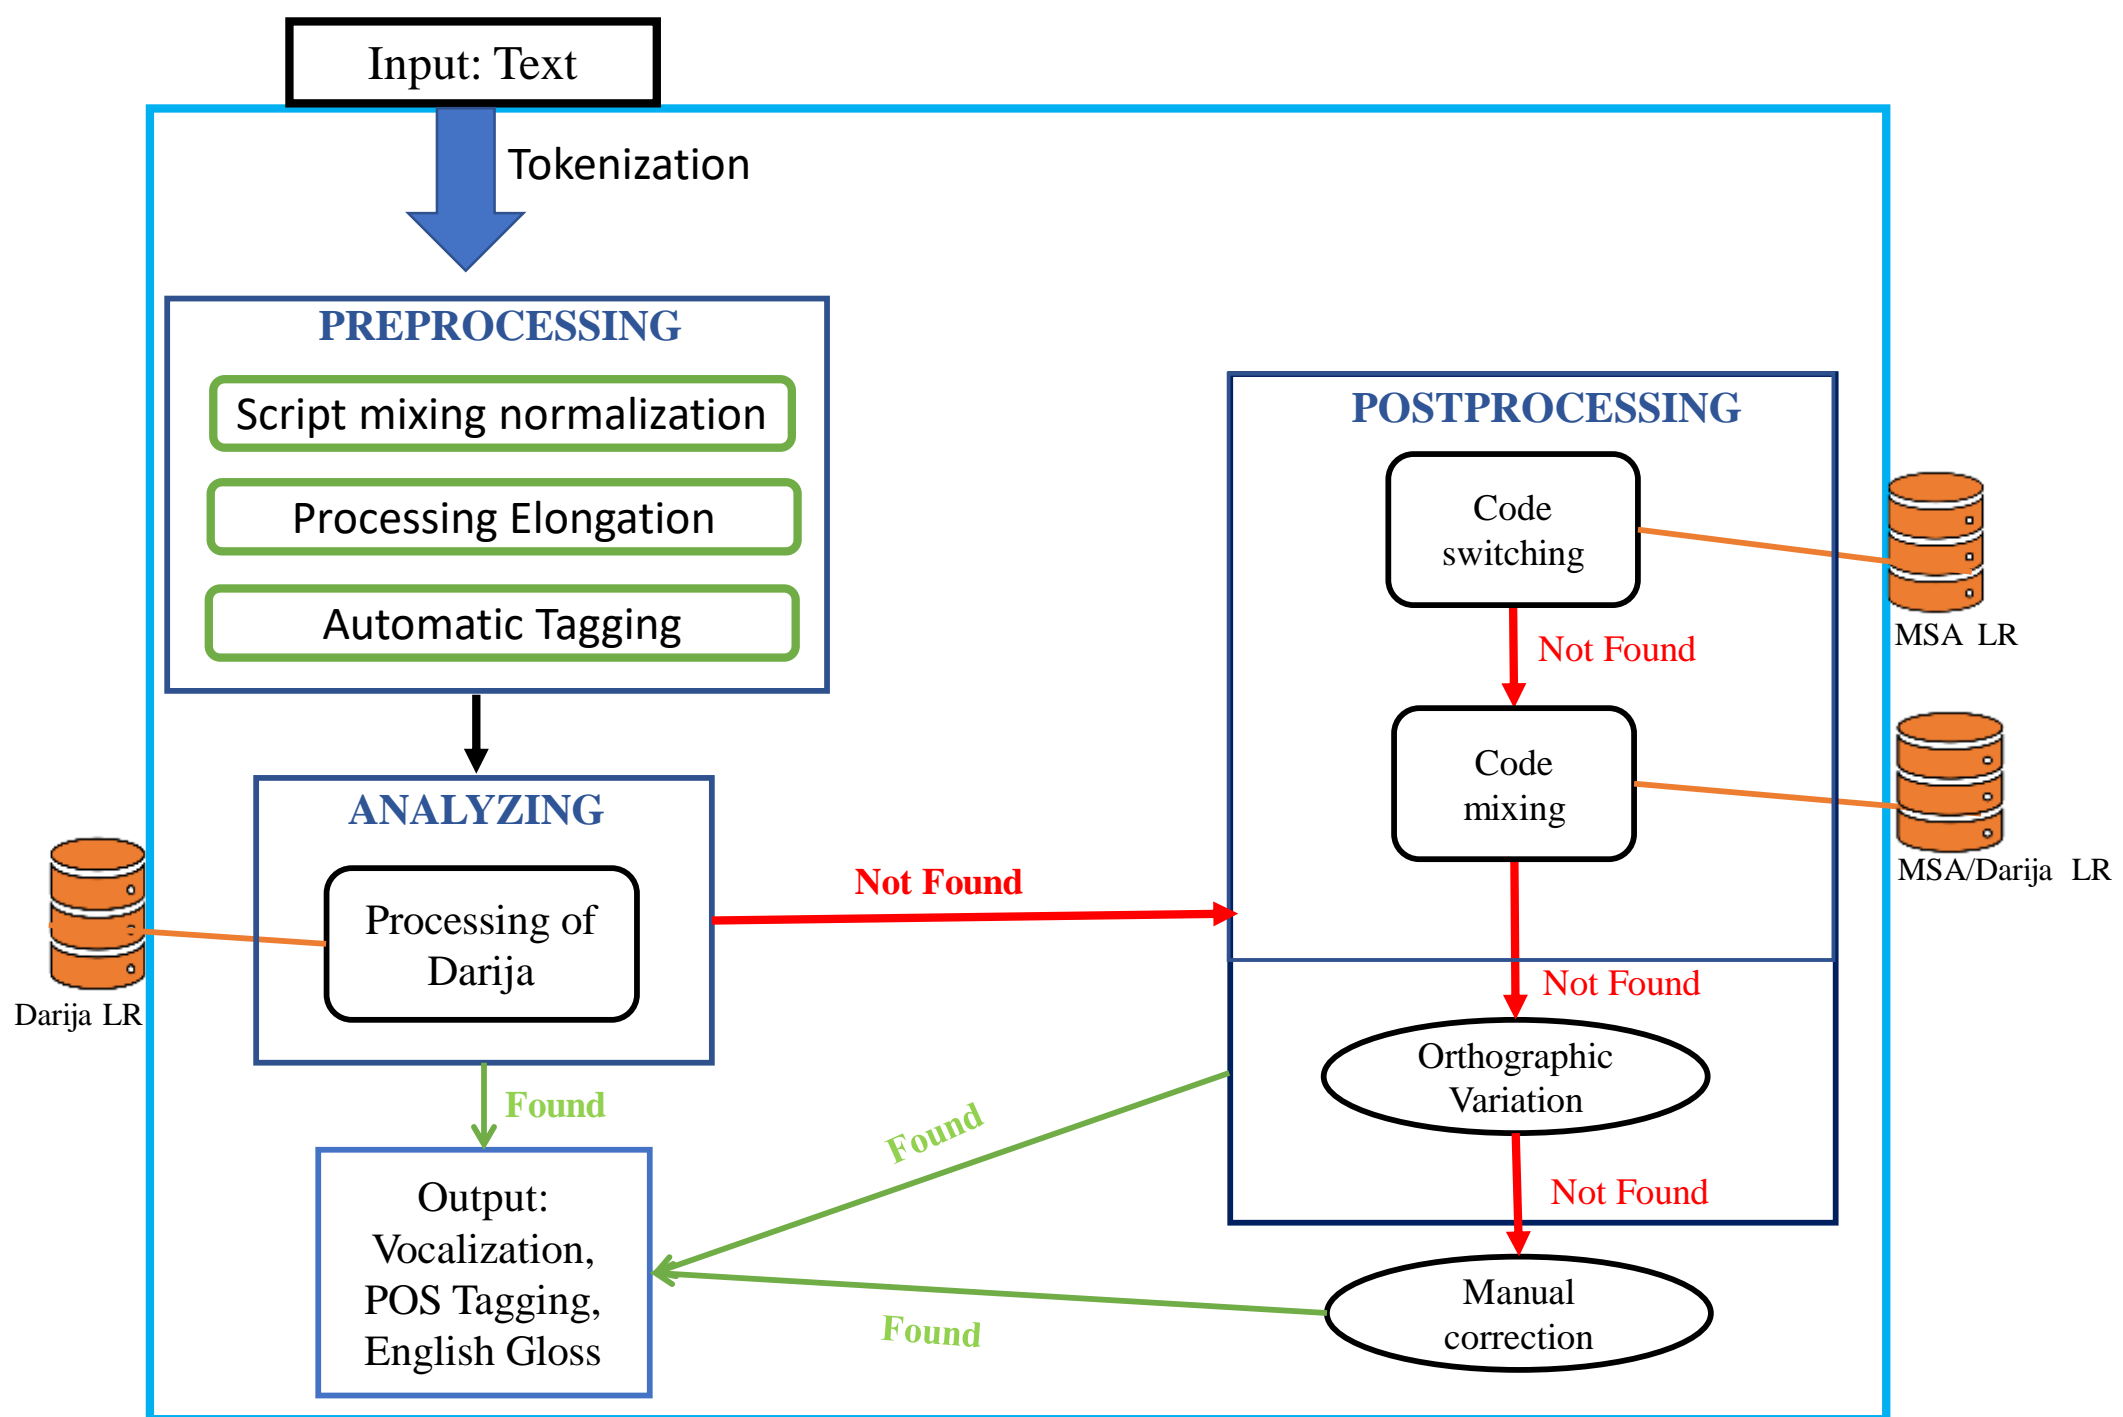 Input: Text
Tokenization
PREPROCESSING
Script mixing normalization
Processing Elongation
Automatic Tagging
ANALYZING
Processing of
Darija
Darija LR
Found
Output:
Vocalization,
POS Tagging,
English Gloss
Not Found
POSTPROCESSING
Code
switching
MSA LR
Not Found
Code
mixing
MSA/Darija LR
Not Found
Orthographic
Variation
Found
Not Found
Manual
correction
Found